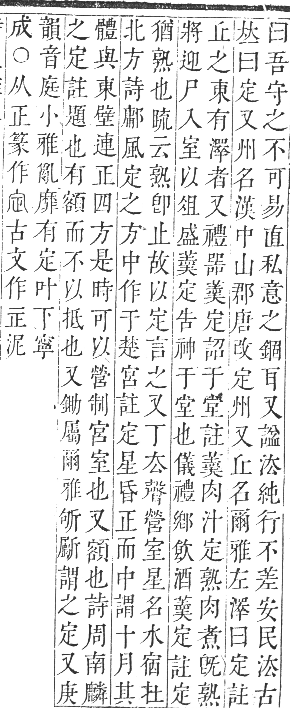 曰吾守之不可易直私意之錮耳又諡法純行不差安民法古
𠀤曰定又州名漢中山郡唐改定州又丘名爾雅左澤曰定註
丘之東有澤者又禮器羹定詔于堂註羹肉汁定熟肉煮旣熟
將迎尸入室以俎盛羹定告神于堂也儀禮鄉飲酒羹定註定
猶熟也疏云熟卽止故以定言之又丁去聲營室星名水宿在
北方詩鄘風定之方中作于楚宮註定星昏正而中謂十月其
體與東壁連正四方是時可以營制宮室也又額也詩周南麟
之定註題也有額而不以抵也又鋤屬爾雅斪斸謂之定又庚
韻音庭小雅亂靡有定叶下寧
成○从正篆作㝎古文作㱏泥